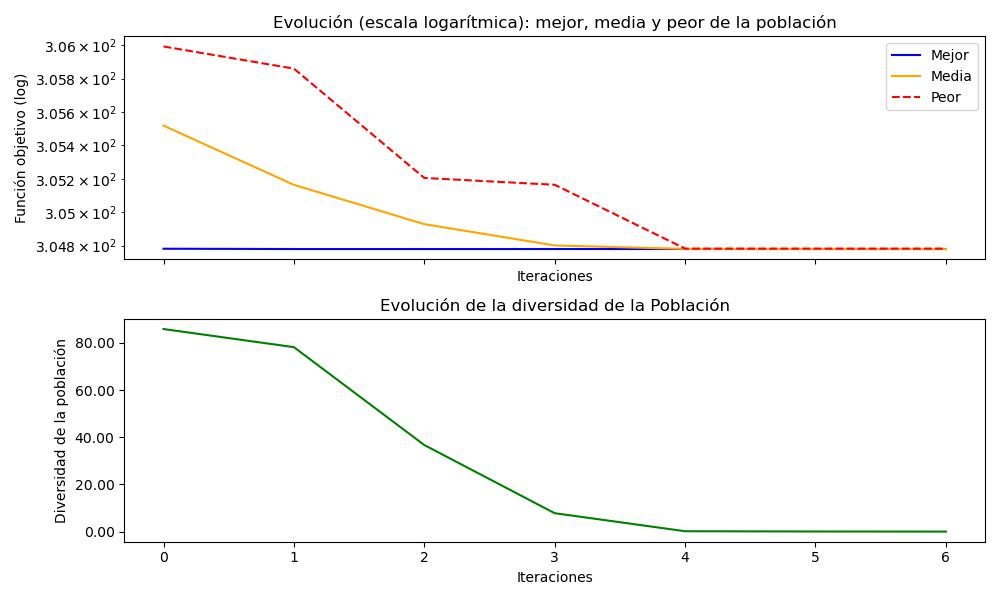 Evolución (escala logarítmica): mejor, media y peor de la población
Función objetivo (log)
3.06 × 10²
3.058 × 10²
3.056 × 10²
3.054 × 10²
3.052 × 10²
3.05 × 10²
3.048 × 10²
Mejor
Media
Peor
Iteraciones
Evolución de la diversidad de la Población
Diversidad de la población
80.00
60.00
40.00
20.00
0.00
0 1 2 3 4 5 6
Iteraciones